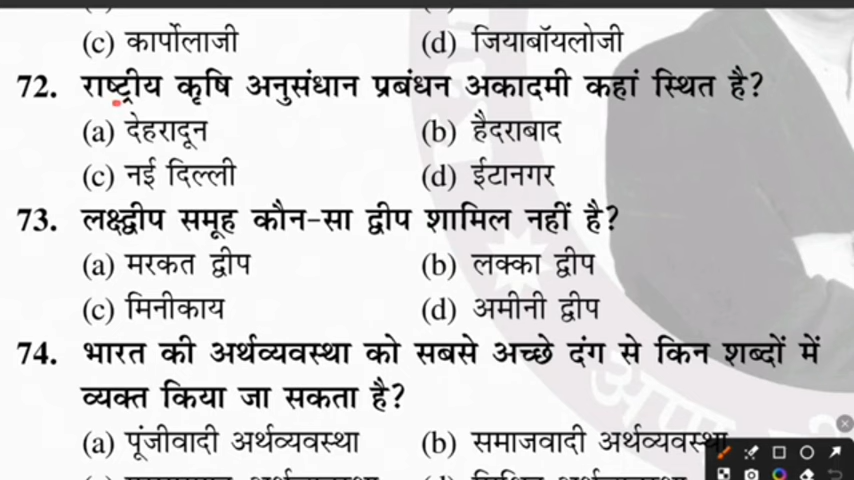 (c) कार्पोलाजी (d) जियाबॉयलोजी
72. राष्ट्रीय कृषि अनुसंधान प्रबंधन अकादमी कहां स्थित है?
(a) देहरादून (b) हैदराबाद
(c) नई दिल्ली (d) ईटानगर
73. लक्षद्वीप समूह कौन-सा द्वीप शामिल नहीं है?
(a) मरकत द्वीप (b) लक्का द्वीप
(c) मिनीकाय (d) अमीनी द्वीप
74. भारत की अर्थव्यवस्था को सबसे अच्छे दंग से किन शब्दों में
व्यक्त किया जा सकता है?
(a) पूंजीवादी अर्थव्यवस्था (b) समाजवादी अर्थव्यवस्था